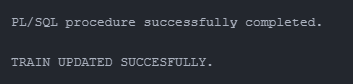 PL/SQL procedure successfully completed.
TRAIN UPDATED SUCCESFULLY.